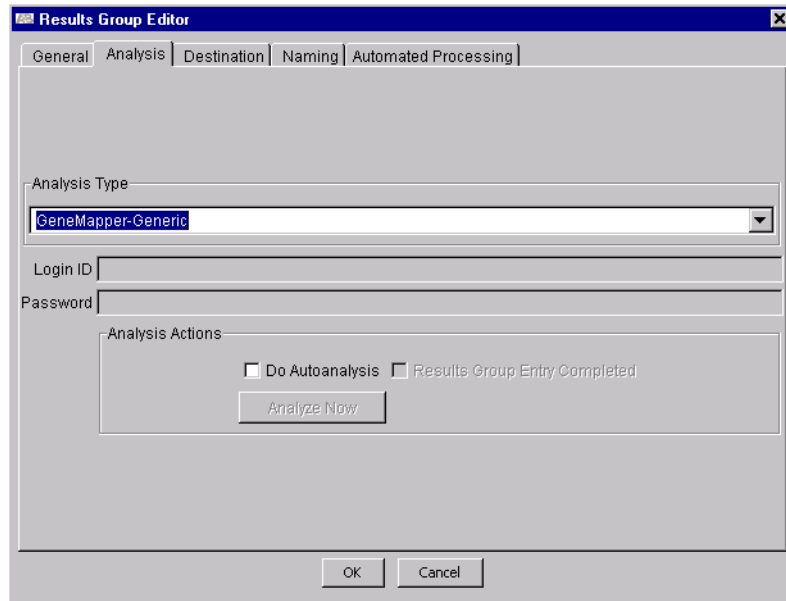 Results Group Editor
General Analysis Destination Naming Automated Processing
Analysis Type
GeneMapper-Generic
Login ID
Password
Analysis Actions
Do Autoanalysis Results Group Entry Completed
Analyze Now
OK Cancel